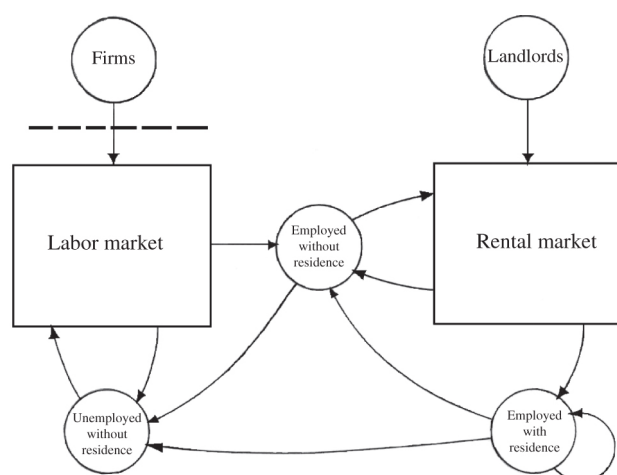 Firms
Landlords
Labor market
Employed
without
residence
Rental market
Unemployed
without
residence
Employed
with
residence